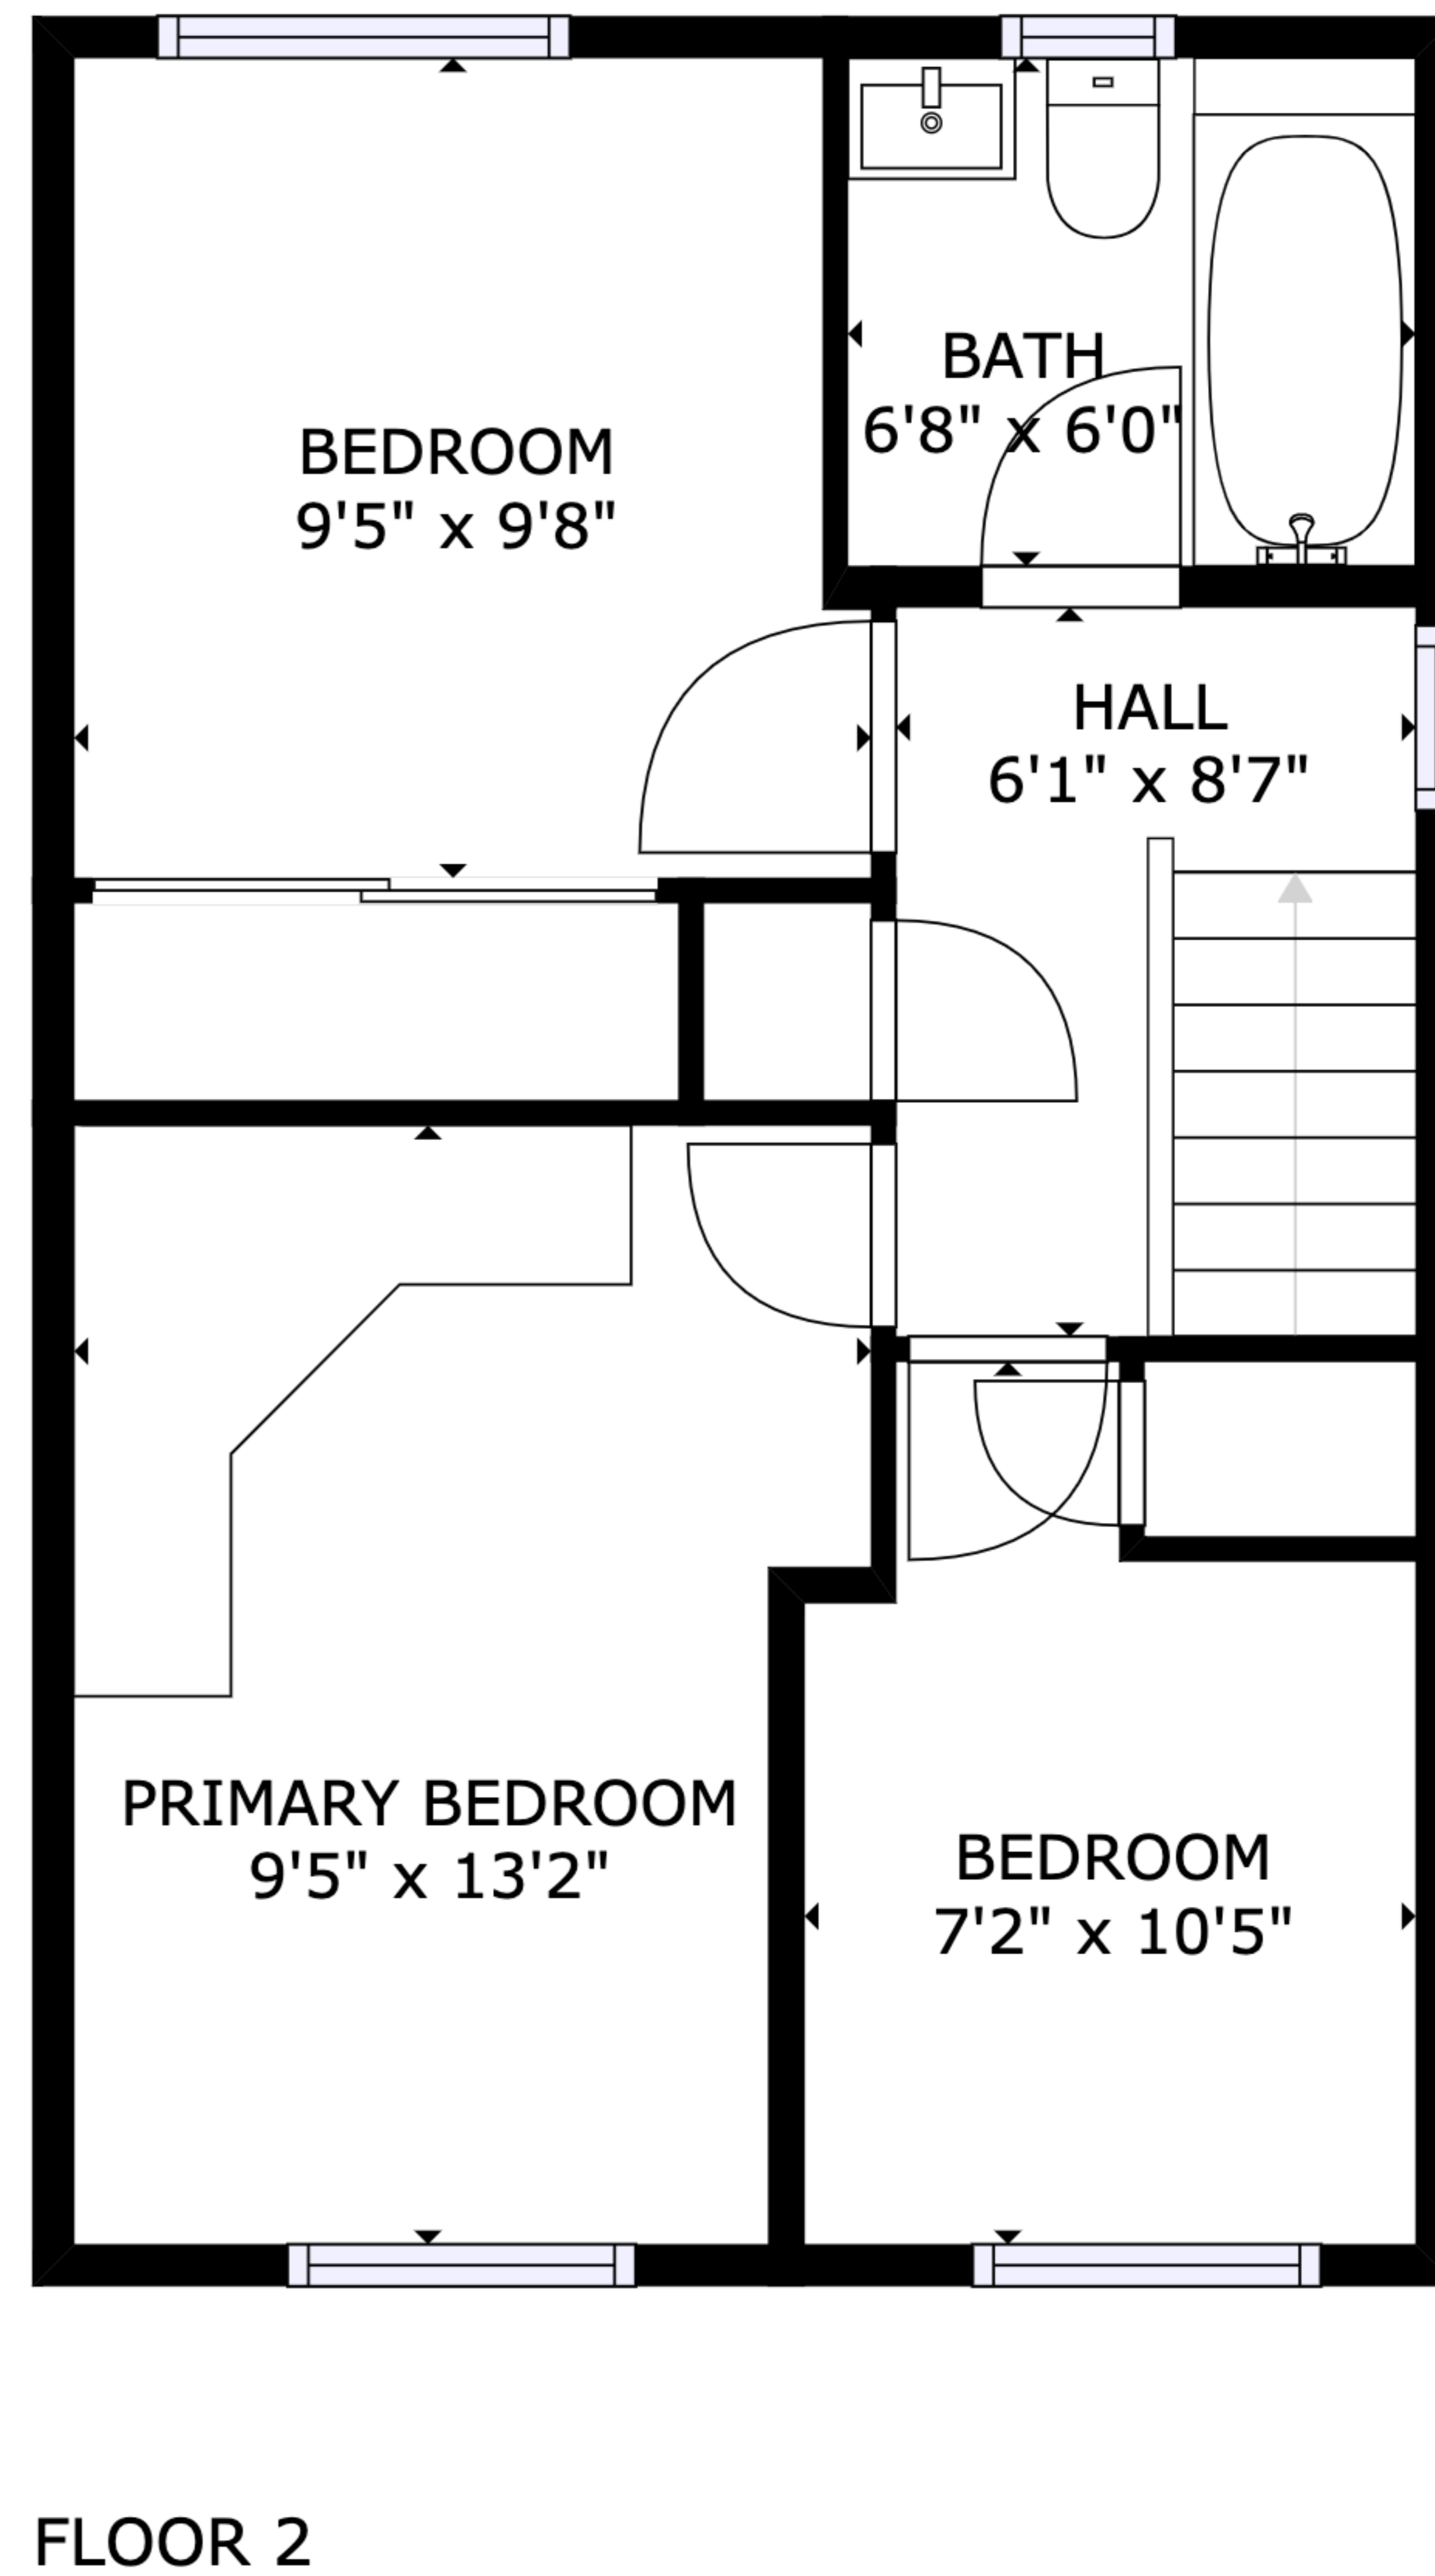 BATH
6'8" x 6'0"
BEDROOM
9'5" x 9'8"
HALL
6'1" x 8'7"
PRIMARY BEDROOM
9'5" x 13'2"
BEDROOM
7'2" x 10'5"
FLOOR 2